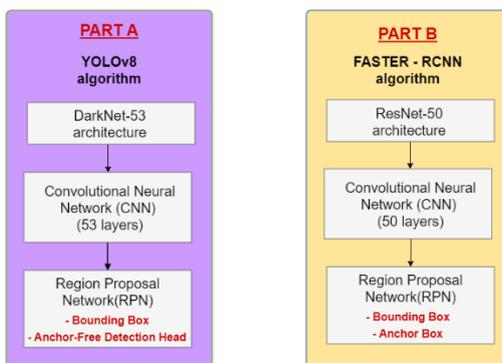 PART A
YOLOv8
algorithm
DarkNet-53
architecture
Convolutional Neural
Network (CNN)
(53 layers)
Region Proposal
Network(RPN)
- Bounding Box
- Anchor-Free Detection Head
PART B
FASTER - RCNN
algorithm
ResNet-50
architecture
Convolutional Neural
Network (CNN)
(50 layers)
Region Proposal
Network(RPN)
- Bounding Box
- Anchor Box